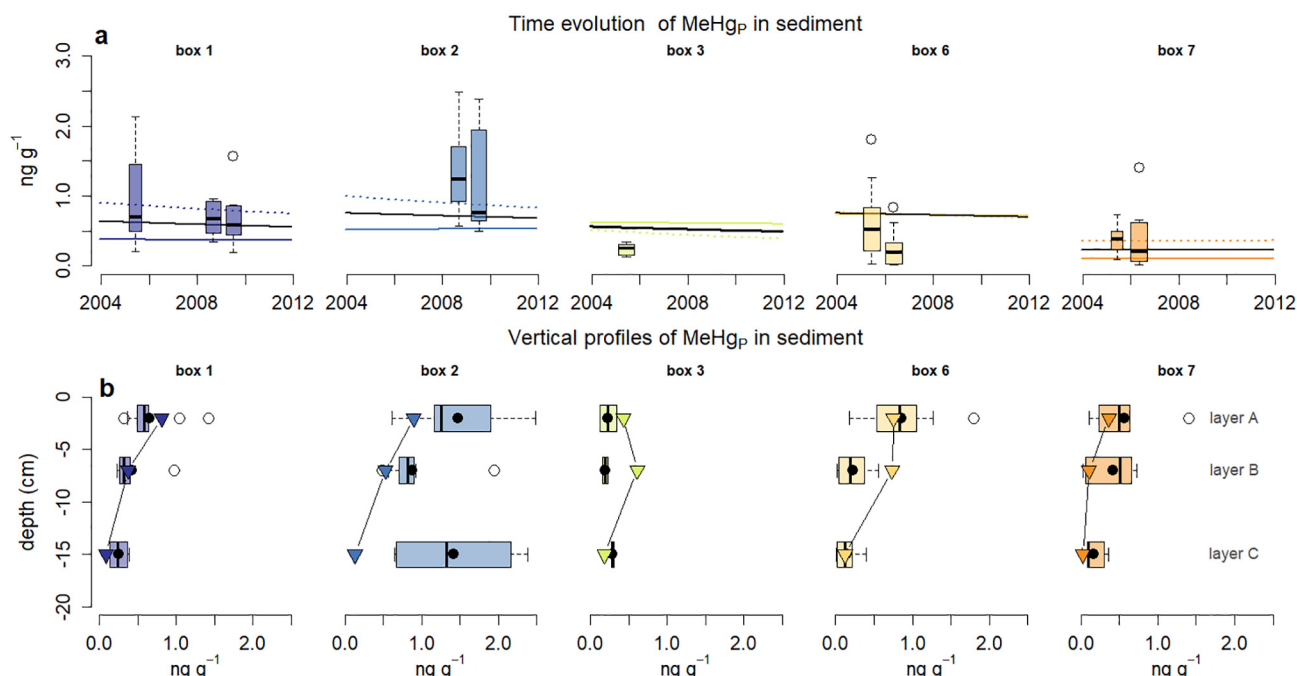 Time evolution of MeHgP in sediment
a
box 1 box 2 box 3 box 6 box 7
3.0
2.0
1.0
0.0
ng g⁻¹
2004 2008 2012 2004 2008 2012 2004 2008 2012 2004 2008 2012 2004 2008 2012
Vertical profiles of MeHgP in sediment
b
box 1 box 2 box 3 box 6 box 7
0
-5
-10
-15
-20
depth (cm)
layer A
layer B
layer C
0.0 1.0 2.0 0.0 1.0 2.0 0.0 1.0 2.0 0.0 1.0 2.0 0.0 1.0 2.0
ng g⁻¹ ng g⁻¹ ng g⁻¹ ng g⁻¹ ng g⁻¹